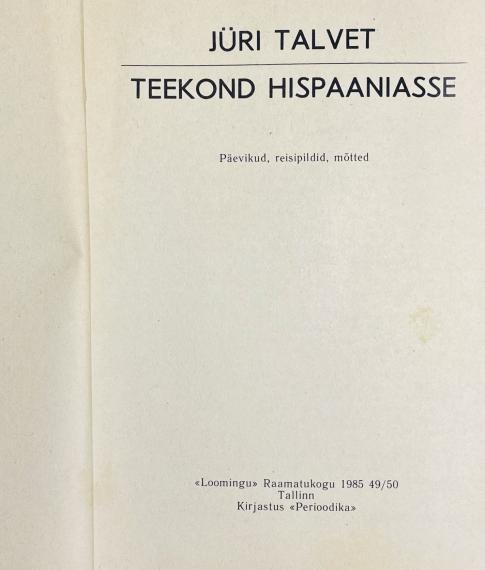 JÜRI TALVET
TEEKOND HISPAANIASSE
Päevikud, reisipildid, mõtted
«Loomingu» Raamatukogu 1985 49/50
Tallinn
Kirjastus «Perioodika»